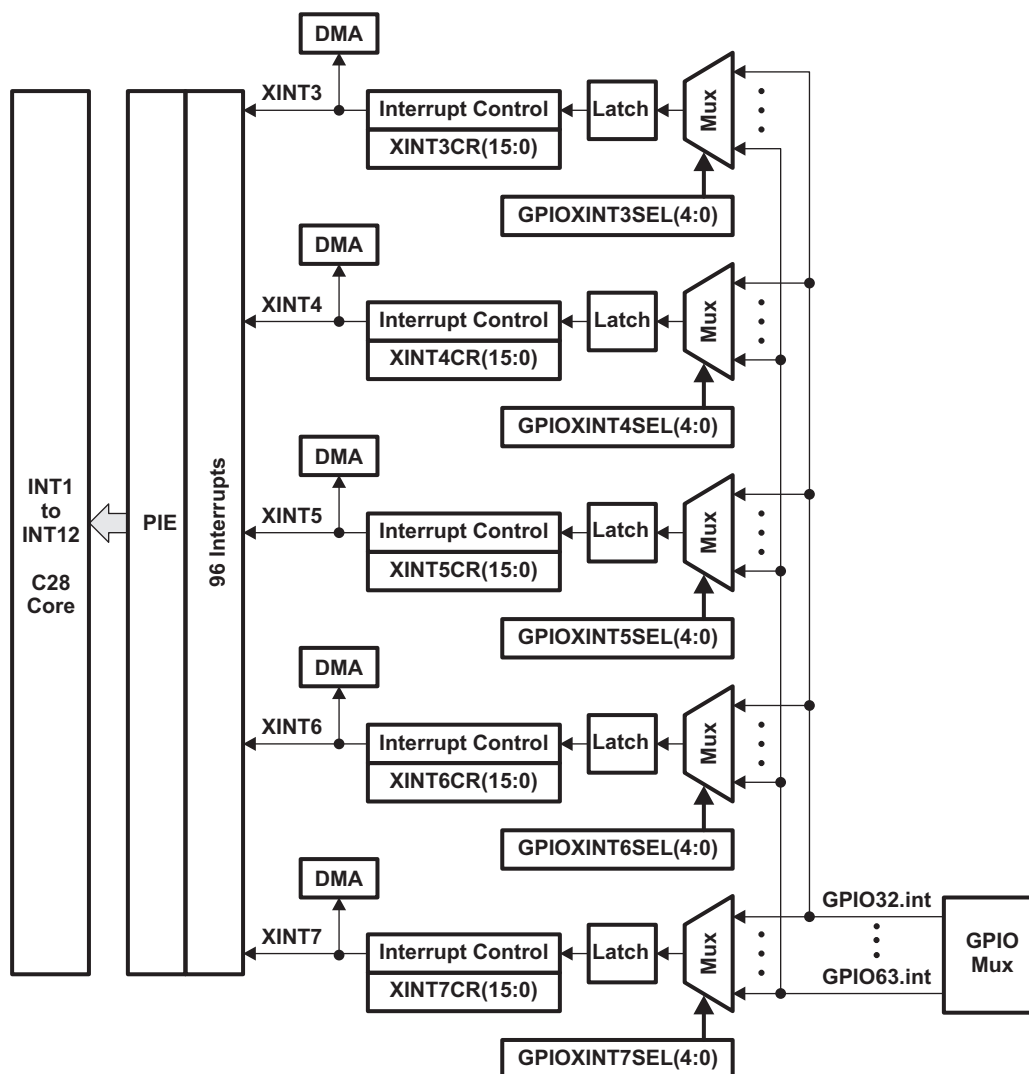 DMA
XINT3
Interrupt Control
XINT3CR(15:0)
Latch
Mux
GPIOXINT3SEL(4:0)
DMA
XINT4
Interrupt Control
XINT4CR(15:0)
Latch
Mux
GPIOXINT4SEL(4:0)
INT1
to
INT12
C28
Core
PIE
96 Interrupts
DMA
XINT5
Interrupt Control
XINT5CR(15:0)
Latch
Mux
GPIOXINT5SEL(4:0)
DMA
XINT6
Interrupt Control
XINT6CR(15:0)
Latch
Mux
GPIOXINT6SEL(4:0)
DMA
XINT7
Interrupt Control
XINT7CR(15:0)
Latch
Mux
GPIOXINT7SEL(4:0)
GPIO32.int
GPIO63.int
GPIO
Mux